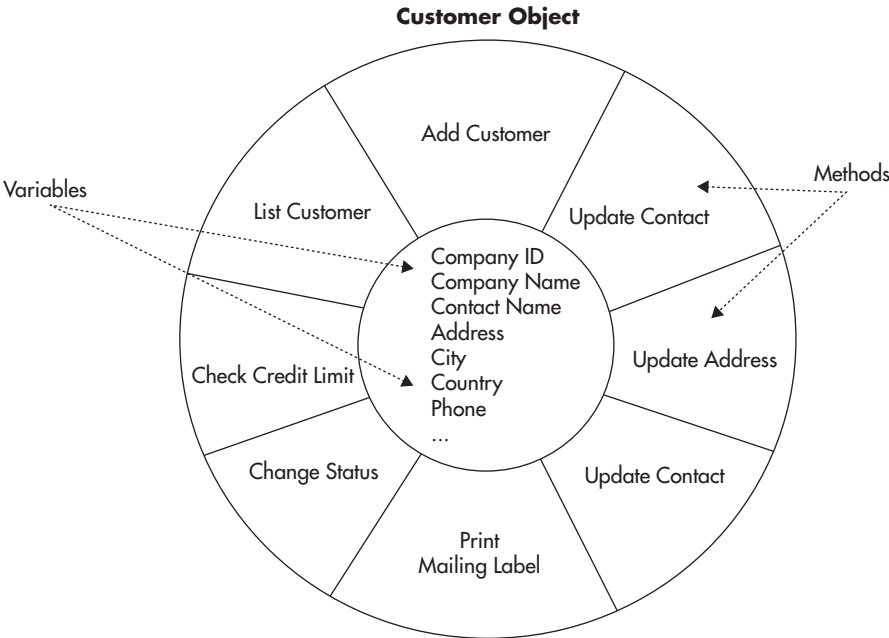 Customer Object
Add Customer
Variables
Methods
List Customer
Update Contact
Company ID
Company Name
Contact Name
Address
City
Country
Phone
...
Check Credit Limit
Update Address
Change Status
Update Contact
Print
Mailing Label